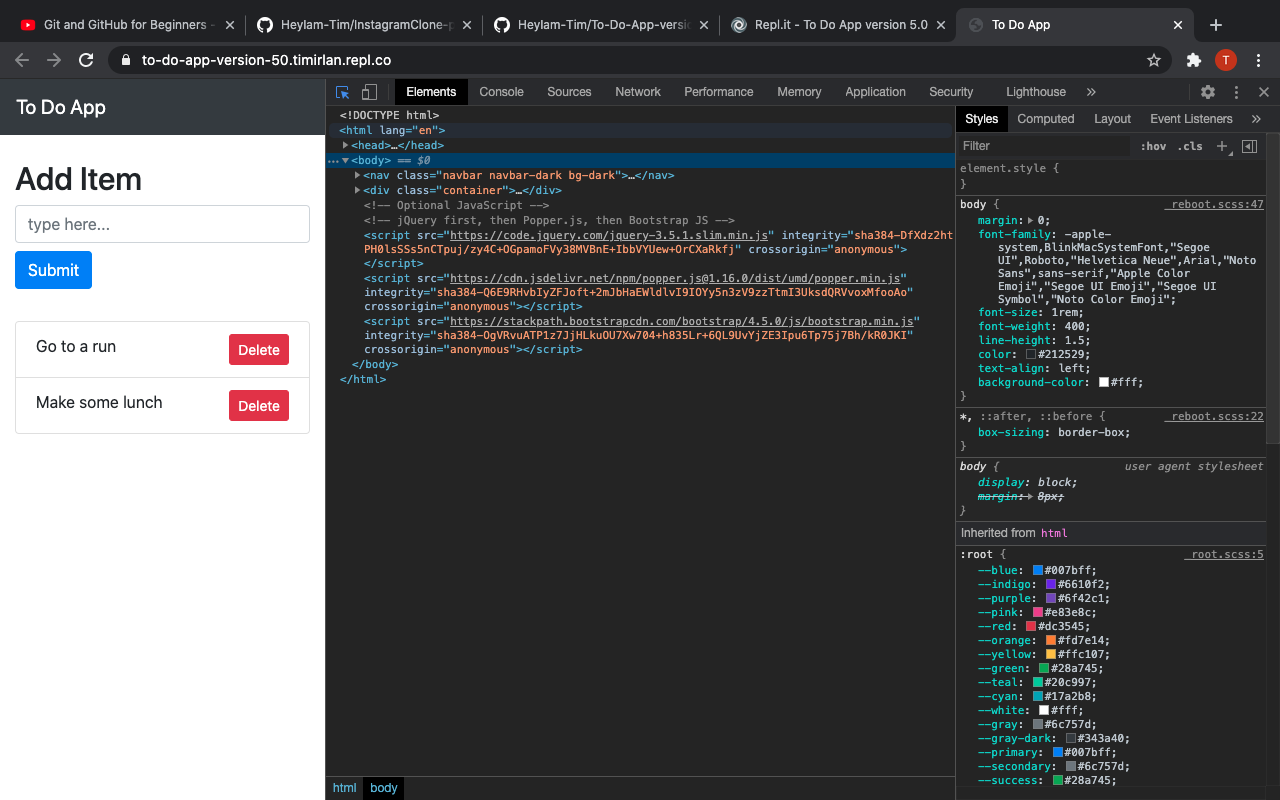 Git and GitHub for Beginners -
Heylam-Tim/InstagramClone-p
Heylam-Tim/To-Do-App-versio
Repl.it - To Do App version 5.0
To Do App
to-do-app-version-50.timirlan.repl.co
T
To Do App
Add Item
type here...
Submit
Go to a run
Delete
Make some lunch
Delete
Elements Console Sources Network Performance Memory Application Security Lighthouse »
<!DOCTYPE html>
<html lang="en">
<head>…</head>
<body> == $0
<nav class="navbar navbar-dark bg-dark">…</nav>
<div class="container">…</div>
<!-- Optional JavaScript -->
<!-- jQuery first, then Popper.js, then Bootstrap JS -->
<script src="https://code.jquery.com/jquery-3.5.1.slim.min.js" integrity="sha384-DfXdz2ht
PH0lsSSs5nCTpuj/zy4C+OGpamoFVy38MVBnE+IbbVYUew+OrCXaRkfj" crossorigin="anonymous">
</script>
<script src="https://cdn.jsdelivr.net/npm/popper.js@1.16.0/dist/umd/popper.min.js"
integrity="sha384-Q6E9RHvbIyZFJoft+2mJbHaEWldlvI9IOYy5n3zV9zzTtmI3UksdQRVvoxMfooAo"
crossorigin="anonymous"></script>
<script src="https://stackpath.bootstrapcdn.com/bootstrap/4.5.0/js/bootstrap.min.js"
integrity="sha384-OgVRvuATP1z7JjHLkuOU7Xw704+h835Lr+6QL9UvYjZE3Ipu6Tp75j7Bh/kR0JKI"
crossorigin="anonymous"></script>
</body>
</html>
html body
Styles Computed Layout Event Listeners »
Filter :hov .cls +
element.style {
}
body { _reboot.scss:47
margin: 0;
font-family: -apple-
system,BlinkMacSystemFont,"Segoe
UI",Roboto,"Helvetica Neue",Arial,"Noto
Sans",sans-serif,"Apple Color
Emoji","Segoe UI Emoji","Segoe UI
Symbol","Noto Color Emoji";
font-size: 1rem;
font-weight: 400;
line-height: 1.5;
color: #212529;
text-align: left;
background-color: #fff;
}
*, ::after, ::before { _reboot.scss:22
box-sizing: border-box;
}
body { user agent stylesheet
display: block;
margin: 8px;
}
Inherited from html
:root { _root.scss:5
--blue: #007bff;
--indigo: #6610f2;
--purple: #6f42c1;
--pink: #e83e8c;
--red: #dc3545;
--orange: #fd7e14;
--yellow: #ffc107;
--green: #28a745;
--teal: #20c997;
--cyan: #17a2b8;
--white: #fff;
--gray: #6c757d;
--gray-dark: #343a40;
--primary: #007bff;
--secondary: #6c757d;
--success: #28a745;